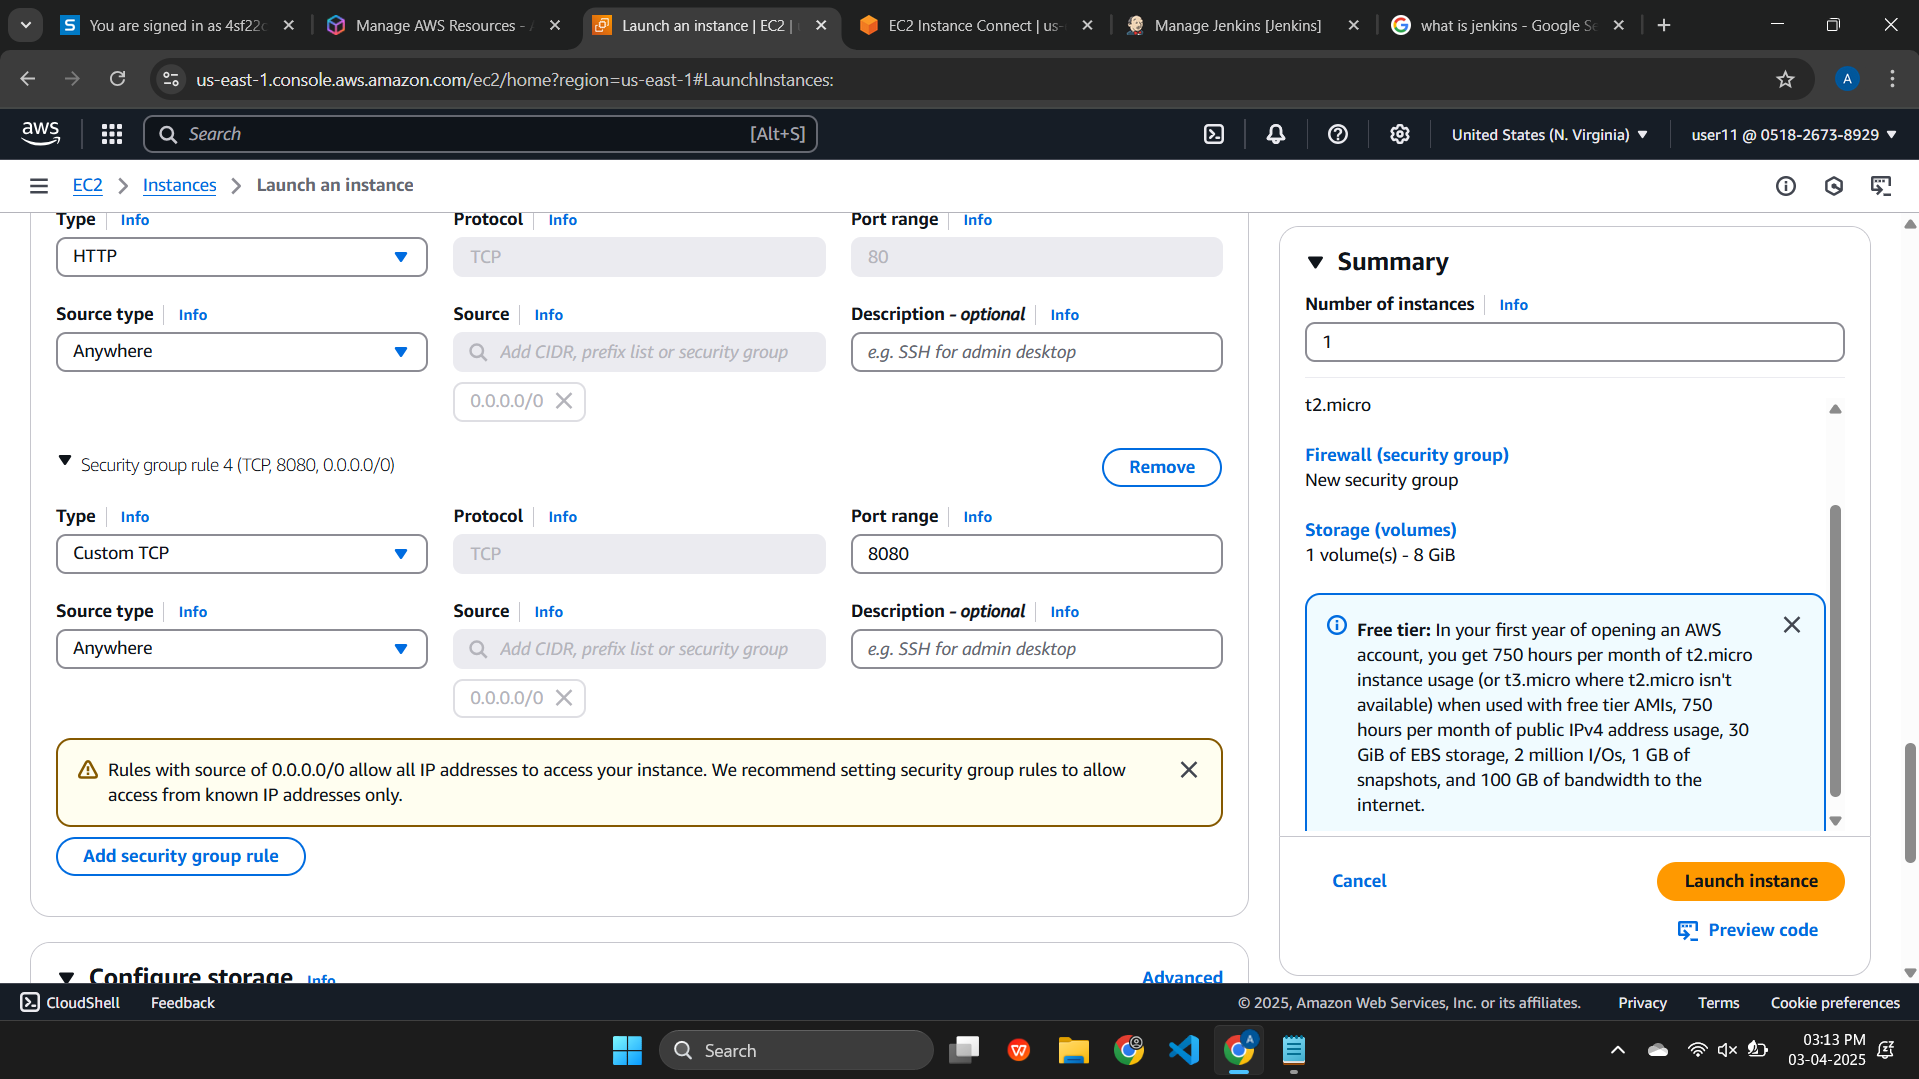 You are signed in as 4sf22c
Manage AWS Resources -
Launch an instance | EC2 |
EC2 Instance Connect | us-
Manage Jenkins [Jenkins]
what is jenkins - Google Se
us-east-1.console.aws.amazon.com/ec2/home?region=us-east-1#LaunchInstances:
A
aws
Search
[Alt+S]
United States (N. Virginia)
user11 @ 0518-2673-8929
EC2
Instances
Launch an instance
Type Info
Protocol Info
Port range Info
HTTP
TCP
80
Source type Info
Source Info
Description - optional Info
Anywhere
Add CIDR, prefix list or security group
e.g. SSH for admin desktop
0.0.0.0/0
Security group rule 4 (TCP, 8080, 0.0.0.0/0)
Remove
Type Info
Protocol Info
Port range Info
Custom TCP
TCP
8080
Source type Info
Source Info
Description - optional Info
Anywhere
Add CIDR, prefix list or security group
e.g. SSH for admin desktop
0.0.0.0/0
Rules with source of 0.0.0.0/0 allow all IP addresses to access your instance. We recommend setting security group rules to allow
access from known IP addresses only.
Add security group rule
Configure storage Info
Advanced
Summary
Number of instances Info
1
t2.micro
Firewall (security group)
New security group
Storage (volumes)
1 volume(s) - 8 GiB
Free tier: In your first year of opening an AWS
account, you get 750 hours per month of t2.micro
instance usage (or t3.micro where t2.micro isn't
available) when used with free tier AMIs, 750
hours per month of public IPv4 address usage, 30
GiB of EBS storage, 2 million I/Os, 1 GB of
snapshots, and 100 GB of bandwidth to the
internet.
Cancel
Launch instance
Preview code
CloudShell
Feedback
© 2025, Amazon Web Services, Inc. or its affiliates.
Privacy
Terms
Cookie preferences
Search
03:13 PM
03-04-2025